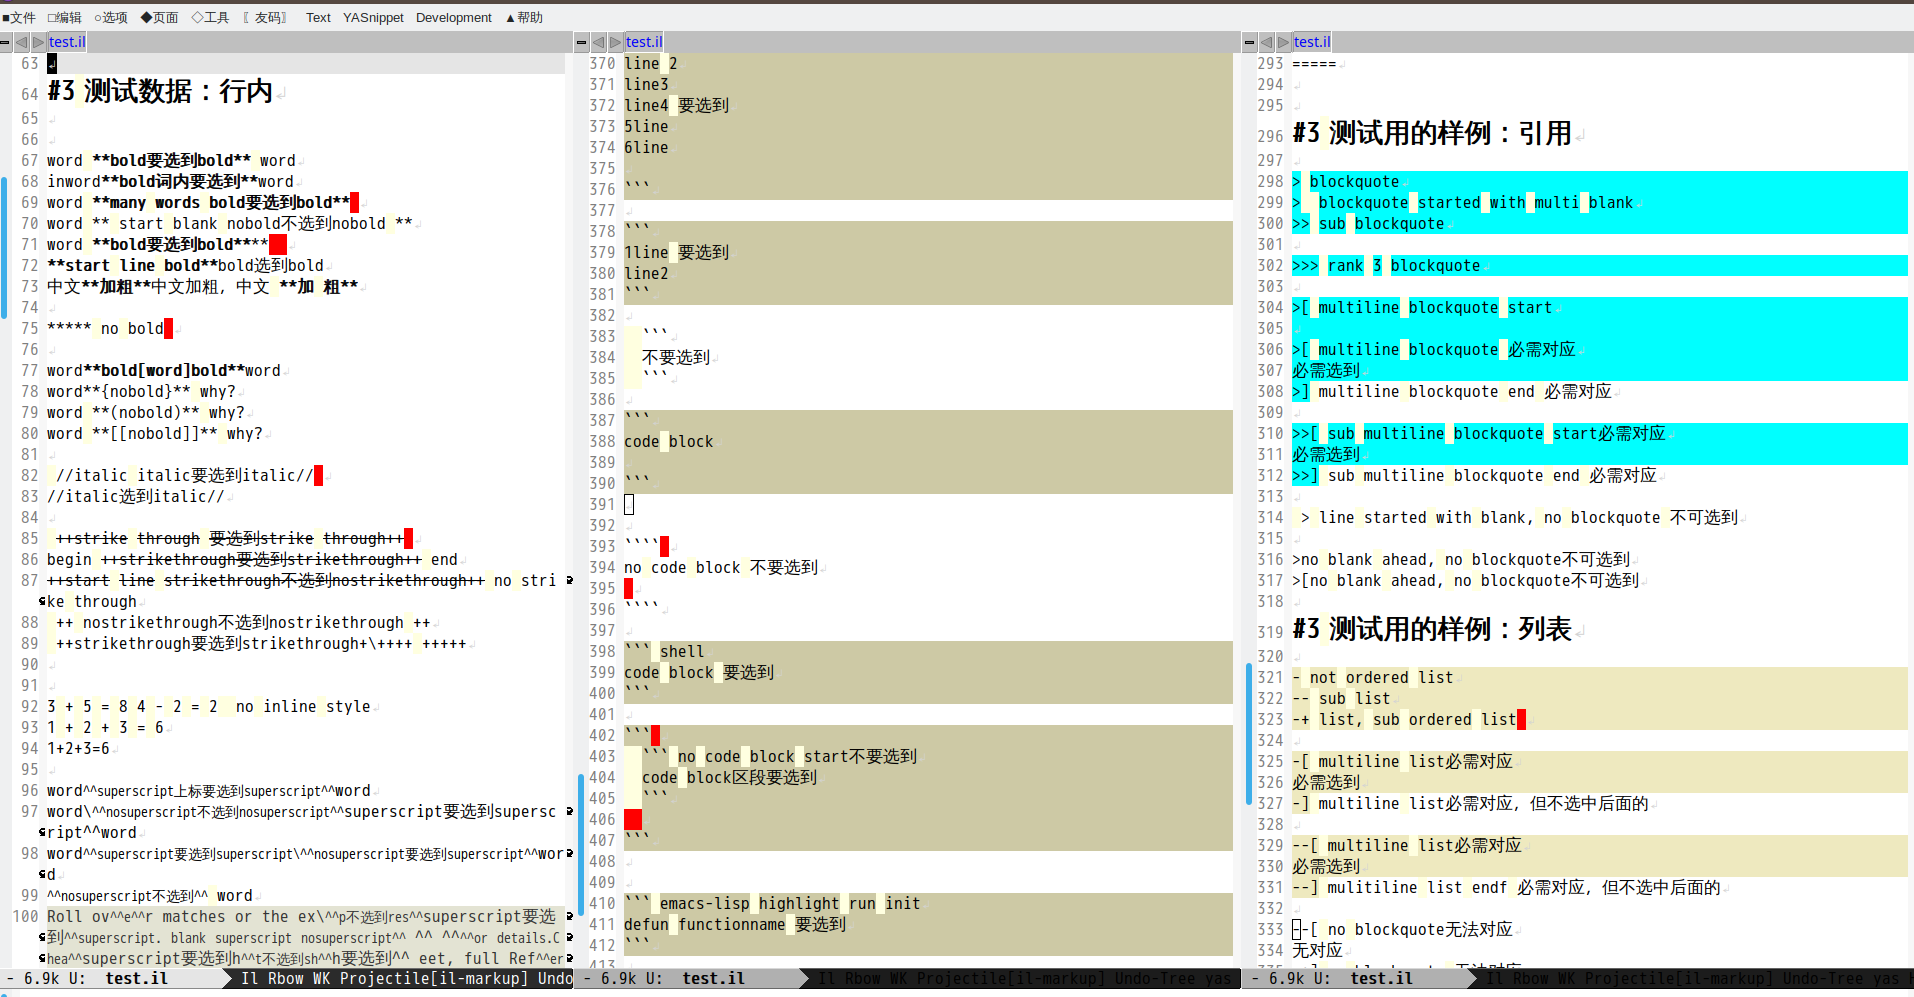 ■文件 □编辑 ○选项 ◆页面 ◇工具 〖友码〗 Text YASnippet Development ▲帮助
test.il
63
64 #3 测试数据：行内
65
66
67 word **bold要选到bold** word
68 inword**bold词内要选到**word
69 word **many words bold要选到bold**
70 word ** start blank nobold不选到nobold **
71 word **bold要选到bold****
72 **start line bold**bold选到bold
73 中文**加粗**中文加粗, 中文 **加 粗**
74
75 ***** no bold
76
77 word**bold[word]bold**word
78 word**{nobold}** why?
79 word **(nobold)** why?
80 word **[[nobold]]** why?
81
82 //italic italic要选到italic//
83 //italic选到italic//
84
85 ++strike through 要选到strike through++
86 begin ++strikethrough要选到strikethrough++ end
87 ++start line strikethrough不选到nostrikethrough++ no stri
ke through
88 ++ nostrikethrough不选到nostrikethrough ++
89 ++strikethrough要选到strikethrough+\++++ +++++
90
91
92 3 + 5 = 8 4 - 2 = 2  no inline style
93 1 + 2 + 3 = 6
94 1+2+3=6
95
96 word^^superscript上标要选到superscript^^word
97 word\^^nosuperscript不选到nosuperscript^^superscript要选到supersc
ript^^word
98 word^^superscript要选到superscript\^^nosuperscript要选到superscript^^wor
d
99 ^^nosuperscript不选到^^ word
100 Roll ov^^e^^r matches or the ex\^^p不选到res^^superscript要选
到^^superscript. blank superscript nosuperscript^^ ^^ ^^^^or details.C
hea^^superscript要选到h^^t不选到sh^^h要选到^^ eet, full Ref^^er
- 6.9k U: test.il Il Rbow WK Projectile[il-markup] Undo
test.il
370 line 2
371 line3
372 line4 要选到
373 5line
374 6line
375
376 ```
377
378 ```
379 1line 要选到
380 line2
381 ```
382
383 ```
384 不要选到
385 ```
386
387 ```
388 code block
389
390 ```
391
392
393 ````
394 no code block 不要选到
395
396 ````
397
398 ``` shell
399 code block 要选到
400 ```
401
402 ```
403 ``` no code block start不要选到
404 code block区段要选到
405 ```
406
407 ```
408
409
410 ``` emacs-lisp highlight run init
411 defun functionname 要选到
412 ```
413
- 6.9k U: test.il Il Rbow WK Projectile[il-markup] Undo-Tree yas
test.il
293 =====
294
295
296 #3 测试用的样例：引用
297
298 > blockquote
299 >  blockquote started with multi blank
300 >> sub blockquote
301
302 >>> rank 3 blockquote
303
304 >[ multiline blockquote start
305
306 >[ multiline blockquote 必需对应
307 必需选到
308 >] multiline blockquote end 必需对应
309
310 >>[ sub multiline blockquote start必需对应
311 必需选到
312 >>] sub multiline blockquote end 必需对应
313
314 > line started with blank, no blockquote 不可选到
315
316 >no blank ahead, no blockquote不可选到
317 >[no blank ahead, no blockquote不可选到
318
319 #3 测试用的样例：列表
320
321 - not ordered list
322 -- sub list
323 -+ list, sub ordered list
324
325 -[ multiline list必需对应
326 必需选到
327 -] multiline list必需对应, 但不选中后面的
328
329 --[ multiline list必需对应
330 必需选到
331 --] mulitiline list endf 必需对应, 但不选中后面的
332
333 --[ no blockquote无法对应
334 无对应
- 6.9k U: test.il Il Rbow WK Projectile[il-markup] Undo-Tree yas